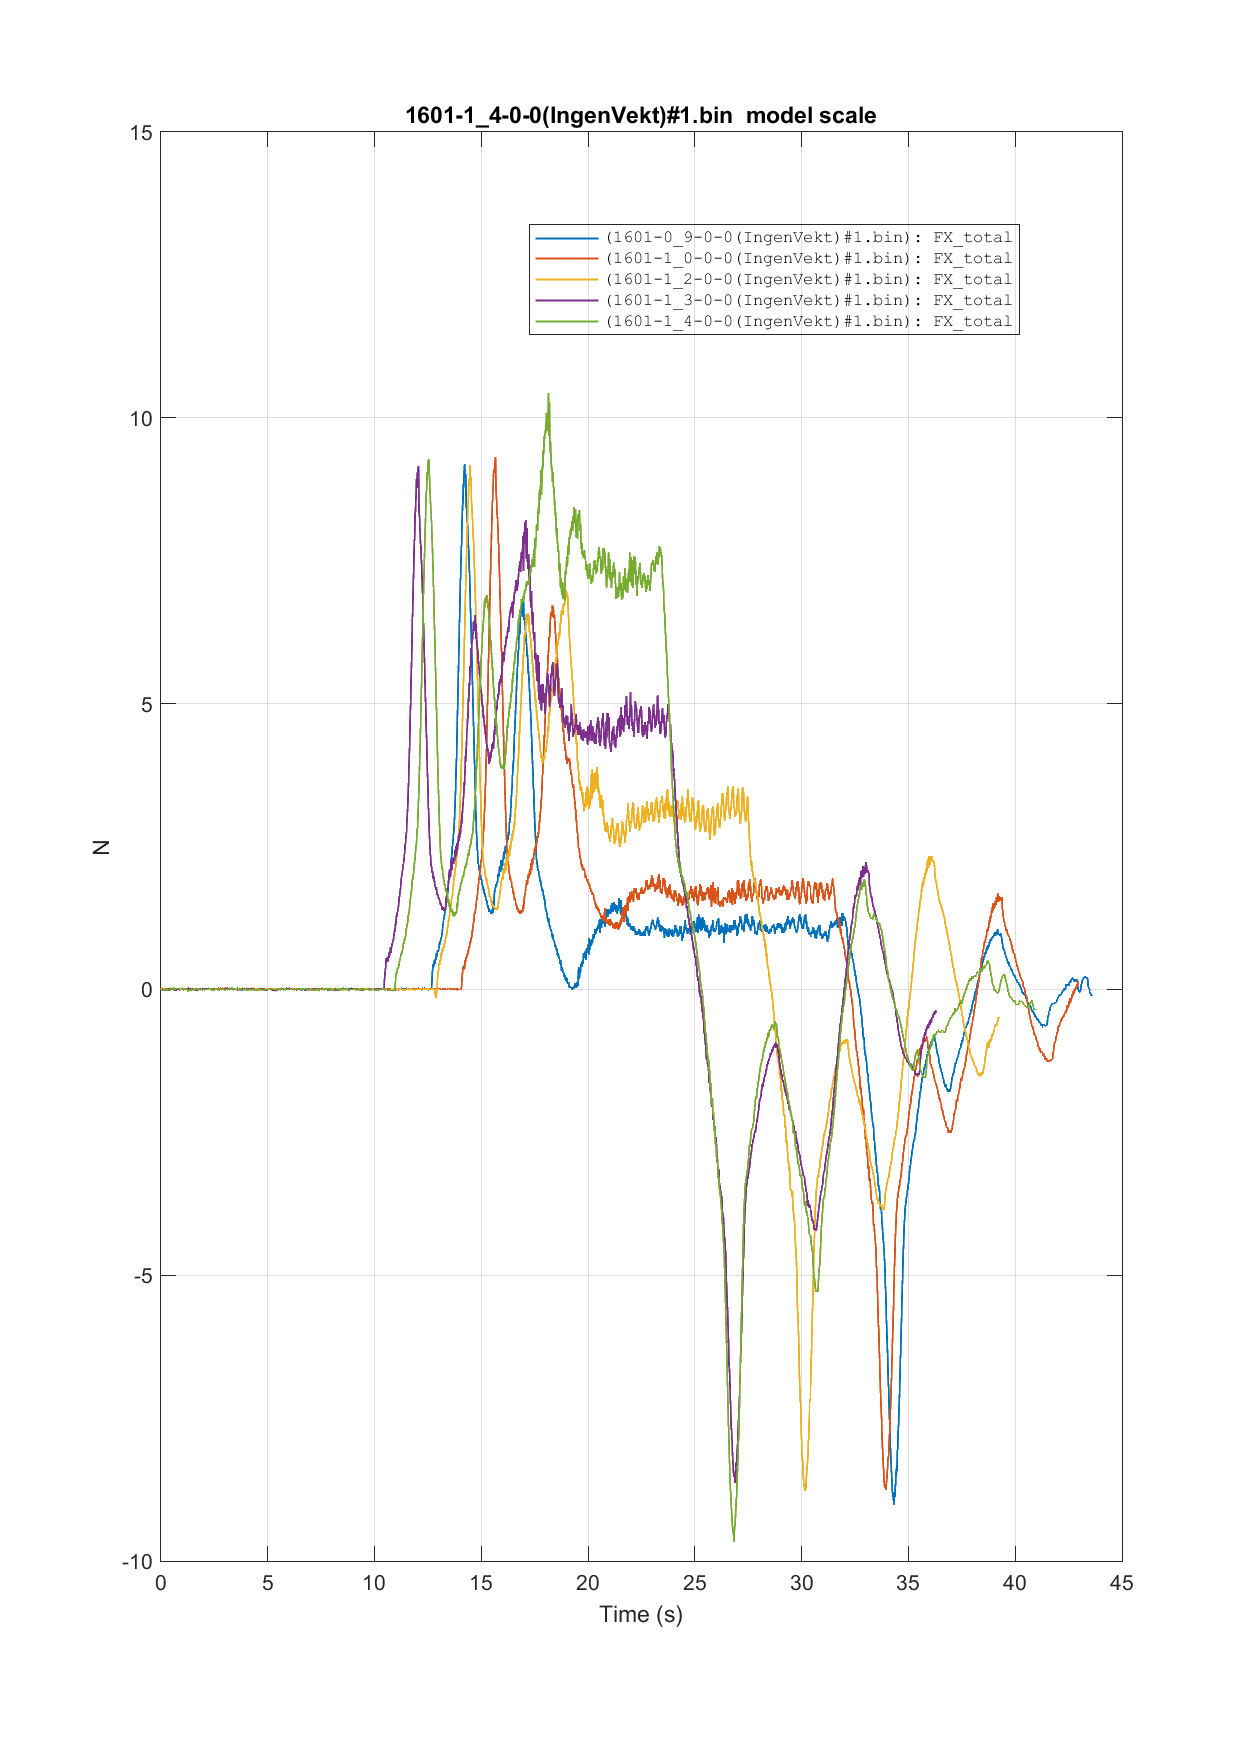 1601-1_4-0-0(IngenVekt)#1.bin  model scale
15
(1601-0_9-0-0(IngenVekt)#1.bin): FX_total
(1601-1_0-0-0(IngenVekt)#1.bin): FX_total
(1601-1_2-0-0(IngenVekt)#1.bin): FX_total
(1601-1_3-0-0(IngenVekt)#1.bin): FX_total
(1601-1_4-0-0(IngenVekt)#1.bin): FX_total
10
5
N
0
-5
-10
0 5 10 15 20 25 30 35 40 45
Time (s)